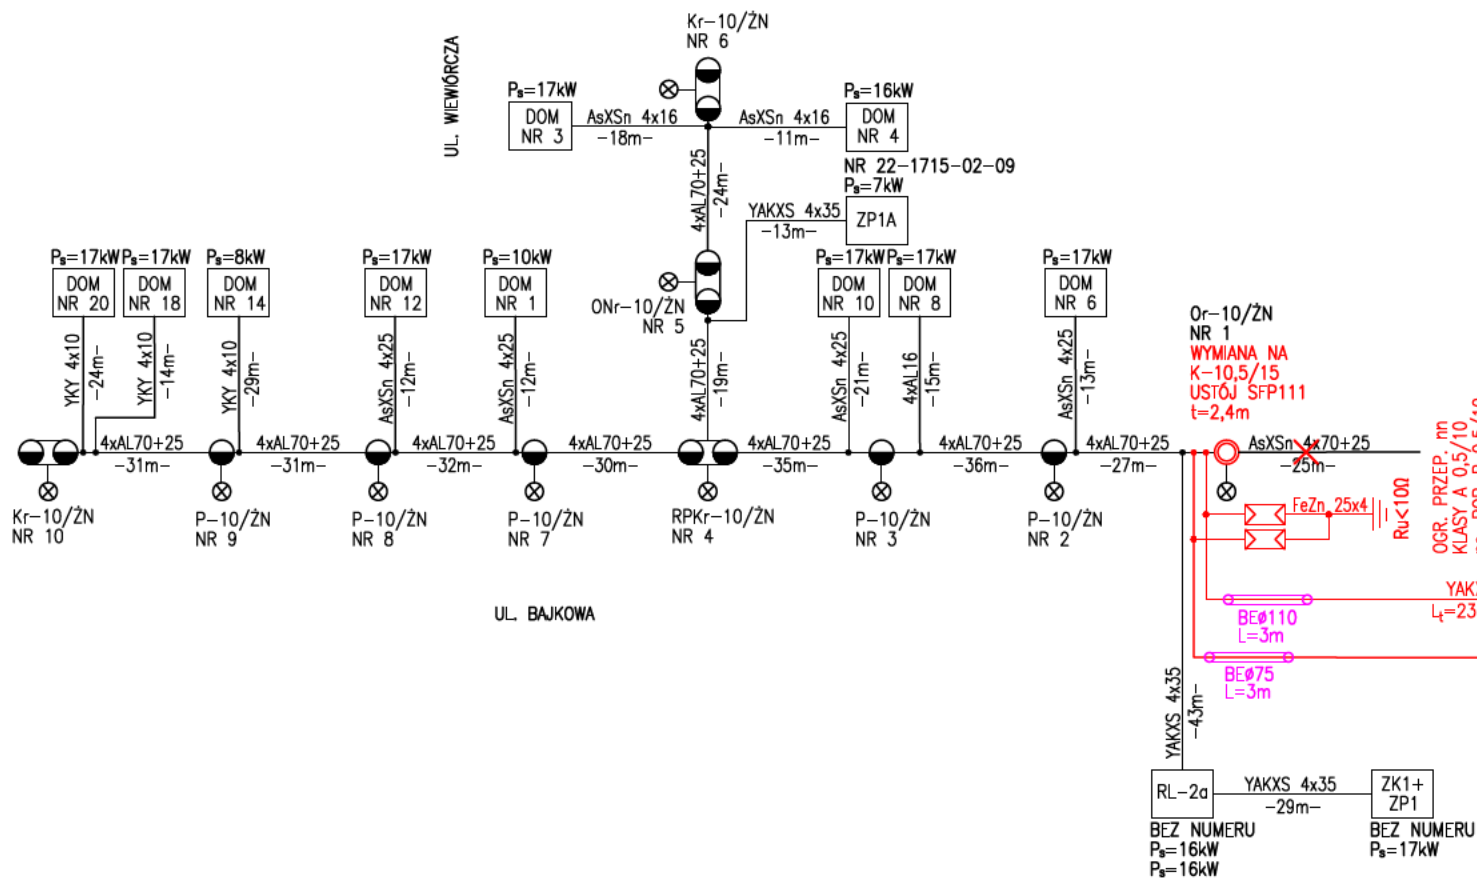 Kr-10/ŻN
NR 6
UL. WIEWIÓRCZA
Ps=17kW
DOM
NR 3
AsXSn 4x16
-18m-
AsXSn 4x16
-11m-
Ps=16kW
DOM
NR 4
NR 22-1715-02-09
Ps=7kW
ZP1A
YAKXS 4x35
-13m-
4xAL70+25
-24m-
ONr-10/ŻN
NR 5
4xAL70+25
-19m-
Ps=17kW
DOM
NR 20
Ps=17kW
DOM
NR 18
Ps=8kW
DOM
NR 14
Ps=17kW
DOM
NR 12
Ps=10kW
DOM
NR 1
Ps=17kW
DOM
NR 10
Ps=17kW
DOM
NR 8
Ps=17kW
DOM
NR 6
YKY 4x10
-24m-
YKY 4x10
-14m-
YKY 4x10
-29m-
AsXSn 4x25
-12m-
AsXSn 4x25
-12m-
AsXSn 4x25
-21m-
4xAL16
-15m-
AsXSn 4x25
-13m-
Or-10/ŻN
NR 1
WYMIANA NA
K-10,5/15
USTÓJ SFP111
t=2,4m
4xAL70+25
-31m-
4xAL70+25
-31m-
4xAL70+25
-32m-
4xAL70+25
-30m-
4xAL70+25
-35m-
4xAL70+25
-36m-
4xAL70+25
-27m-
AsXSn 4x70+25
-25m-
Kr-10/ŻN
NR 10
P-10/ŻN
NR 9
P-10/ŻN
NR 8
P-10/ŻN
NR 7
RPKr-10/ŻN
NR 4
P-10/ŻN
NR 3
P-10/ŻN
NR 2
FeZn 25x4
Ru<10Ω
OGR. PRZEP. nn
KLASY A 0,5/10
UL. BAJKOWA
BEø110
L=3m
YAKX
Lt=23
BEø75
L=3m
YAKXS 4x35
-43m-
RL-2a
BEZ NUMERU
Ps=16kW
Ps=16kW
YAKXS 4x35
-29m-
ZK1+
ZP1
BEZ NUMERU
Ps=17kW